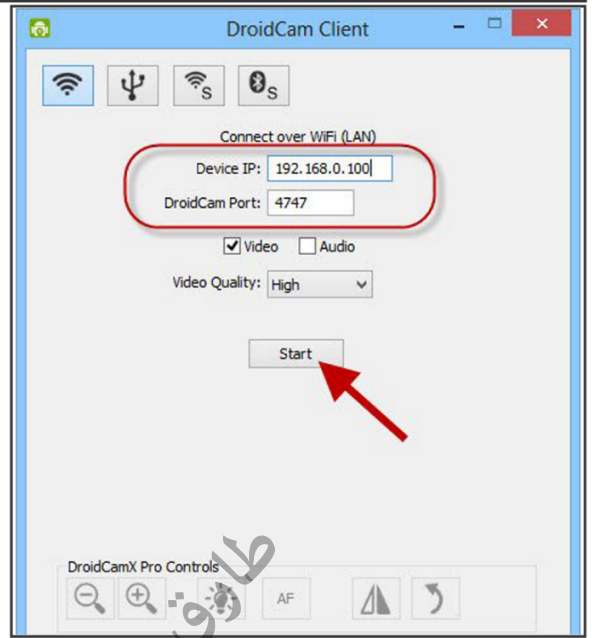 DroidCam Client
S
S
Connect over WiFi (LAN)
Device IP: 192.168.0.100
DroidCam Port: 4747
Video Audio
Video Quality: High
Start
DroidCamX Pro Controls
AF
طارق